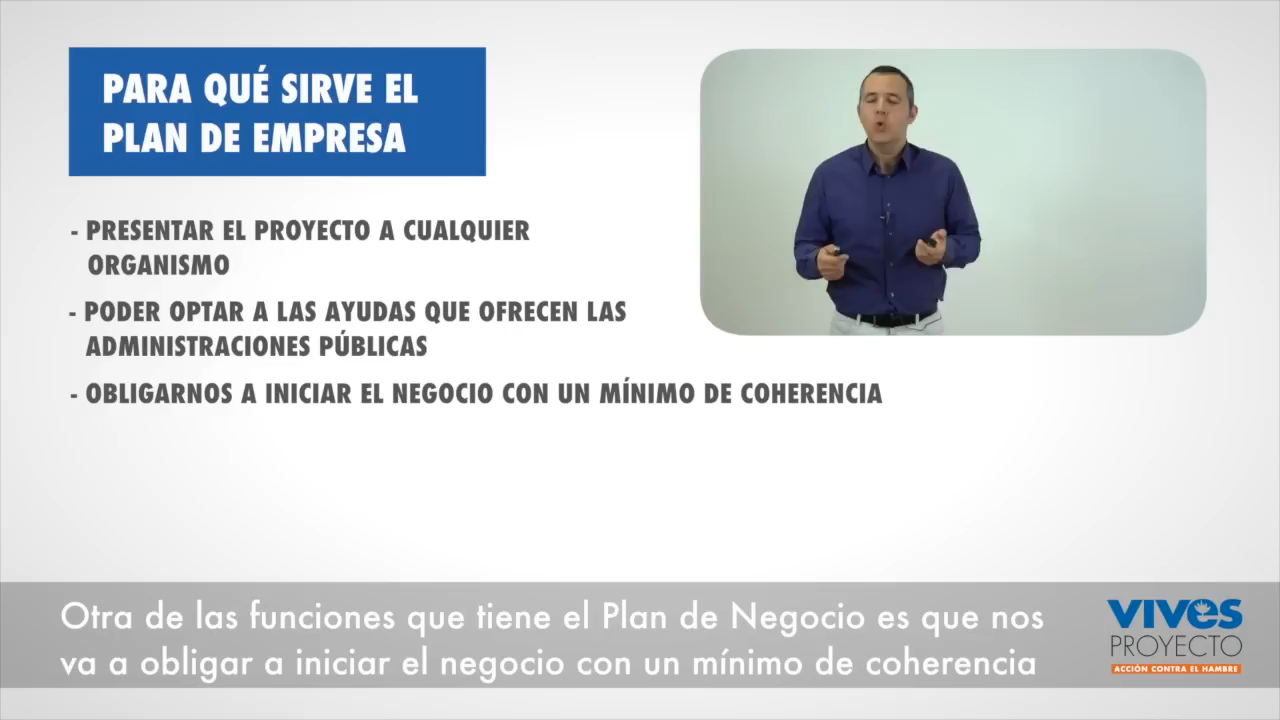 PARA QUÉ SIRVE EL
PLAN DE EMPRESA
- PRESENTAR EL PROYECTO A CUALQUIER
ORGANISMO
- PODER OPTAR A LAS AYUDAS QUE OFRECEN LAS
ADMINISTRACIONES PÚBLICAS
- OBLIGARNOS A INICIAR EL NEGOCIO CON UN MÍNIMO DE COHERENCIA
Otra de las funciones que tiene el Plan de Negocio es que nos
va a obligar a iniciar el negocio con un mínimo de coherencia
VIVES
PROYECTO
ACCIÓN CONTRA EL HAMBRE